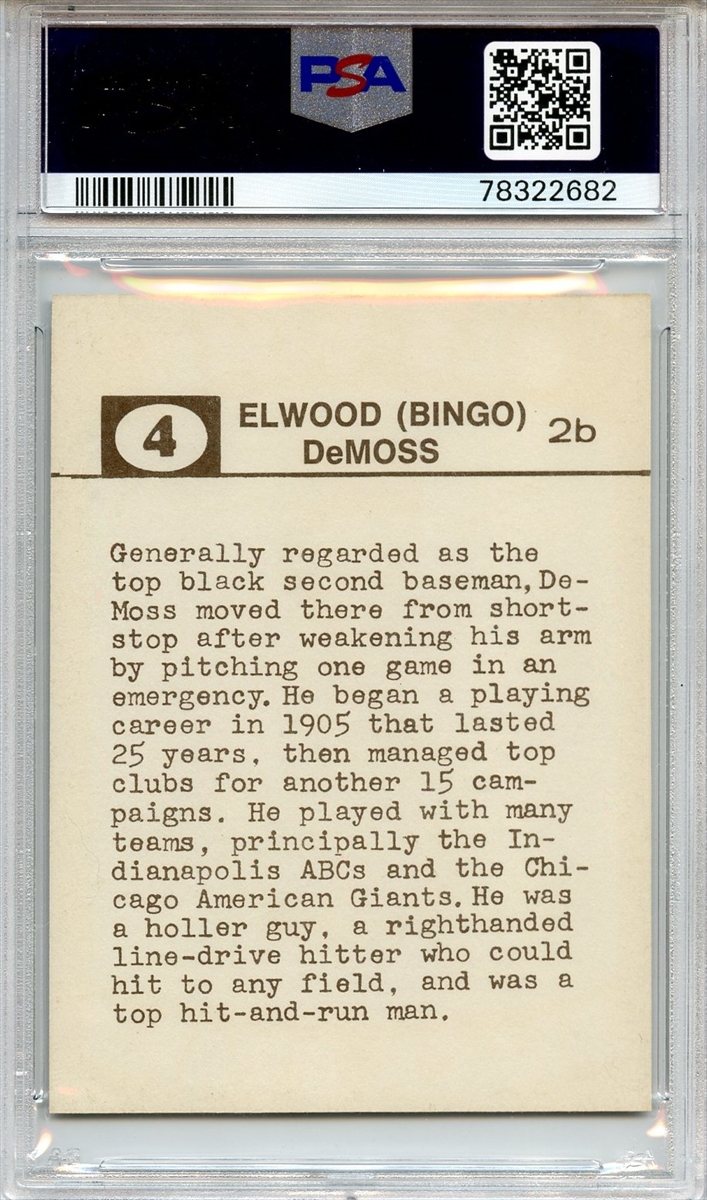 PSA
78322682
4
ELWOOD (BINGO)
DeMOSS
2b
Generally regarded as the
top black second baseman, De-
Moss moved there from short-
stop after weakening his arm
by pitching one game in an
emergency. He began a playing
career in 1905 that lasted
25 years, then managed top
clubs for another 15 cam-
paigns. He played with many
teams, principally the In-
dianapolis ABCs and the Chi-
cago American Giants. He was
a holler guy, a righthanded
line-drive hitter who could
hit to any field, and was a
top hit-and-run man.